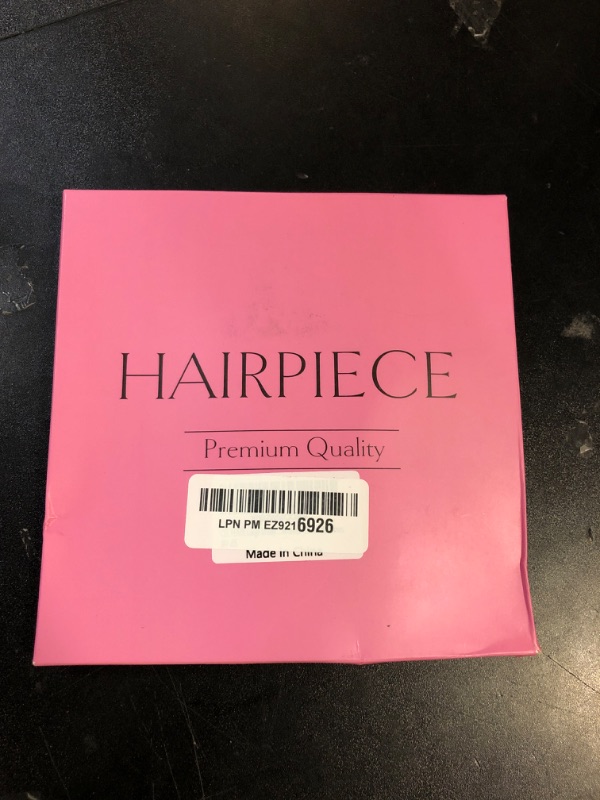 HAIRPIECE
Premium Quality
LPN PM EZ9216926
Made in China